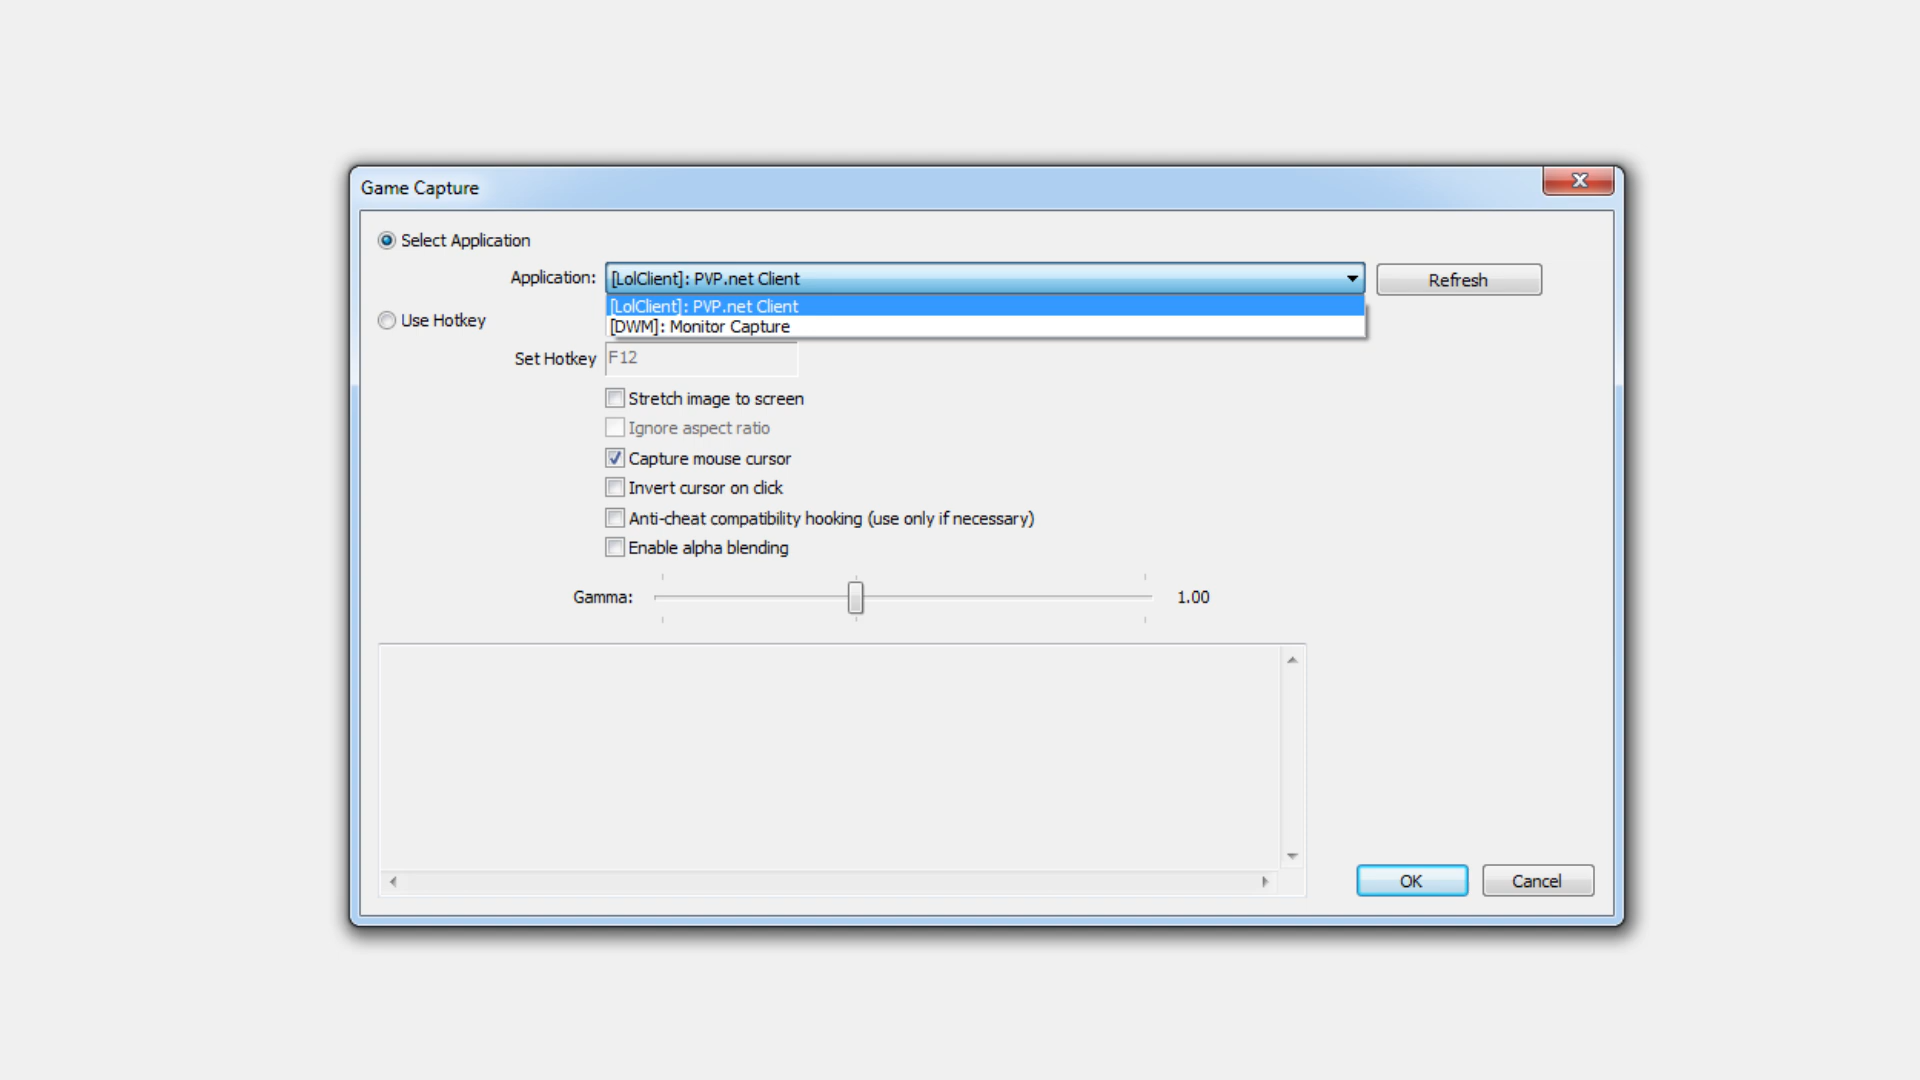 Game Capture
Select Application
Application: [LolClient]: PVP.net Client Refresh
[LolClient]: PVP.net Client
Use Hotkey
[DWM]: Monitor Capture
Set Hotkey F12
Stretch image to screen
Ignore aspect ratio
Capture mouse cursor
Invert cursor on click
Anti-cheat compatibility hooking (use only if necessary)
Enable alpha blending
Gamma: 1.00
OK Cancel